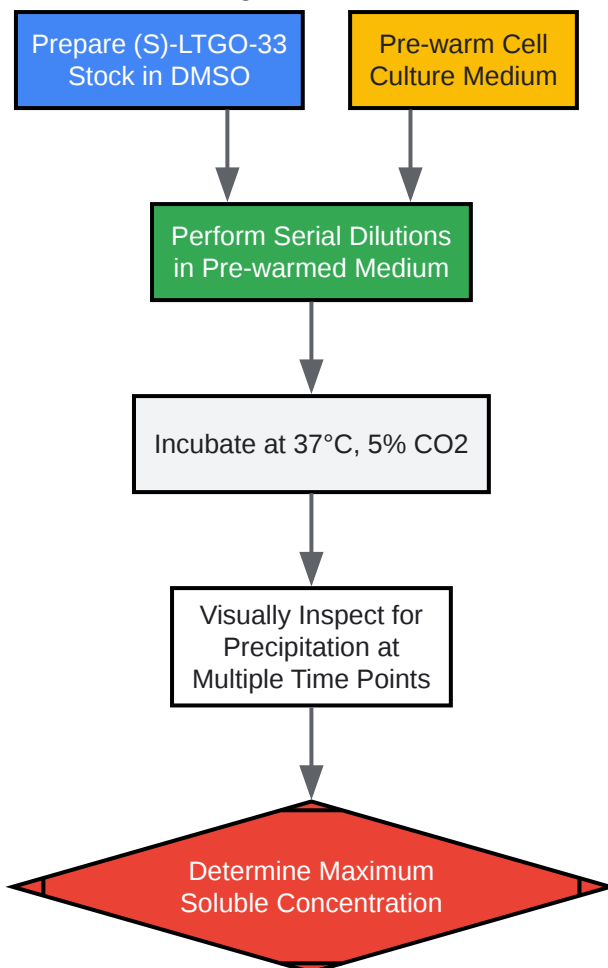 Prepare (S)-LTGO-33
Stock in DMSO
Pre-warm Cell
Culture Medium
Perform Serial Dilutions
in Pre-warmed Medium
Incubate at 37°C, 5% CO2
Visually Inspect for
Precipitation at
Multiple Time Points
Determine Maximum
Soluble Concentration